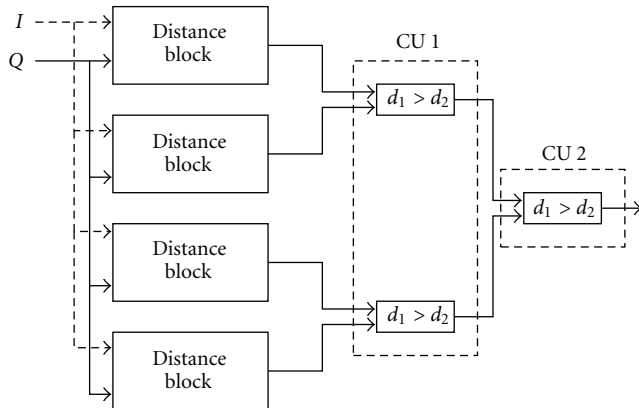 I
Q
Distance
block
Distance
block
Distance
block
Distance
block
CU 1
d₁ > d₂
d₁ > d₂
CU 2
d₁ > d₂